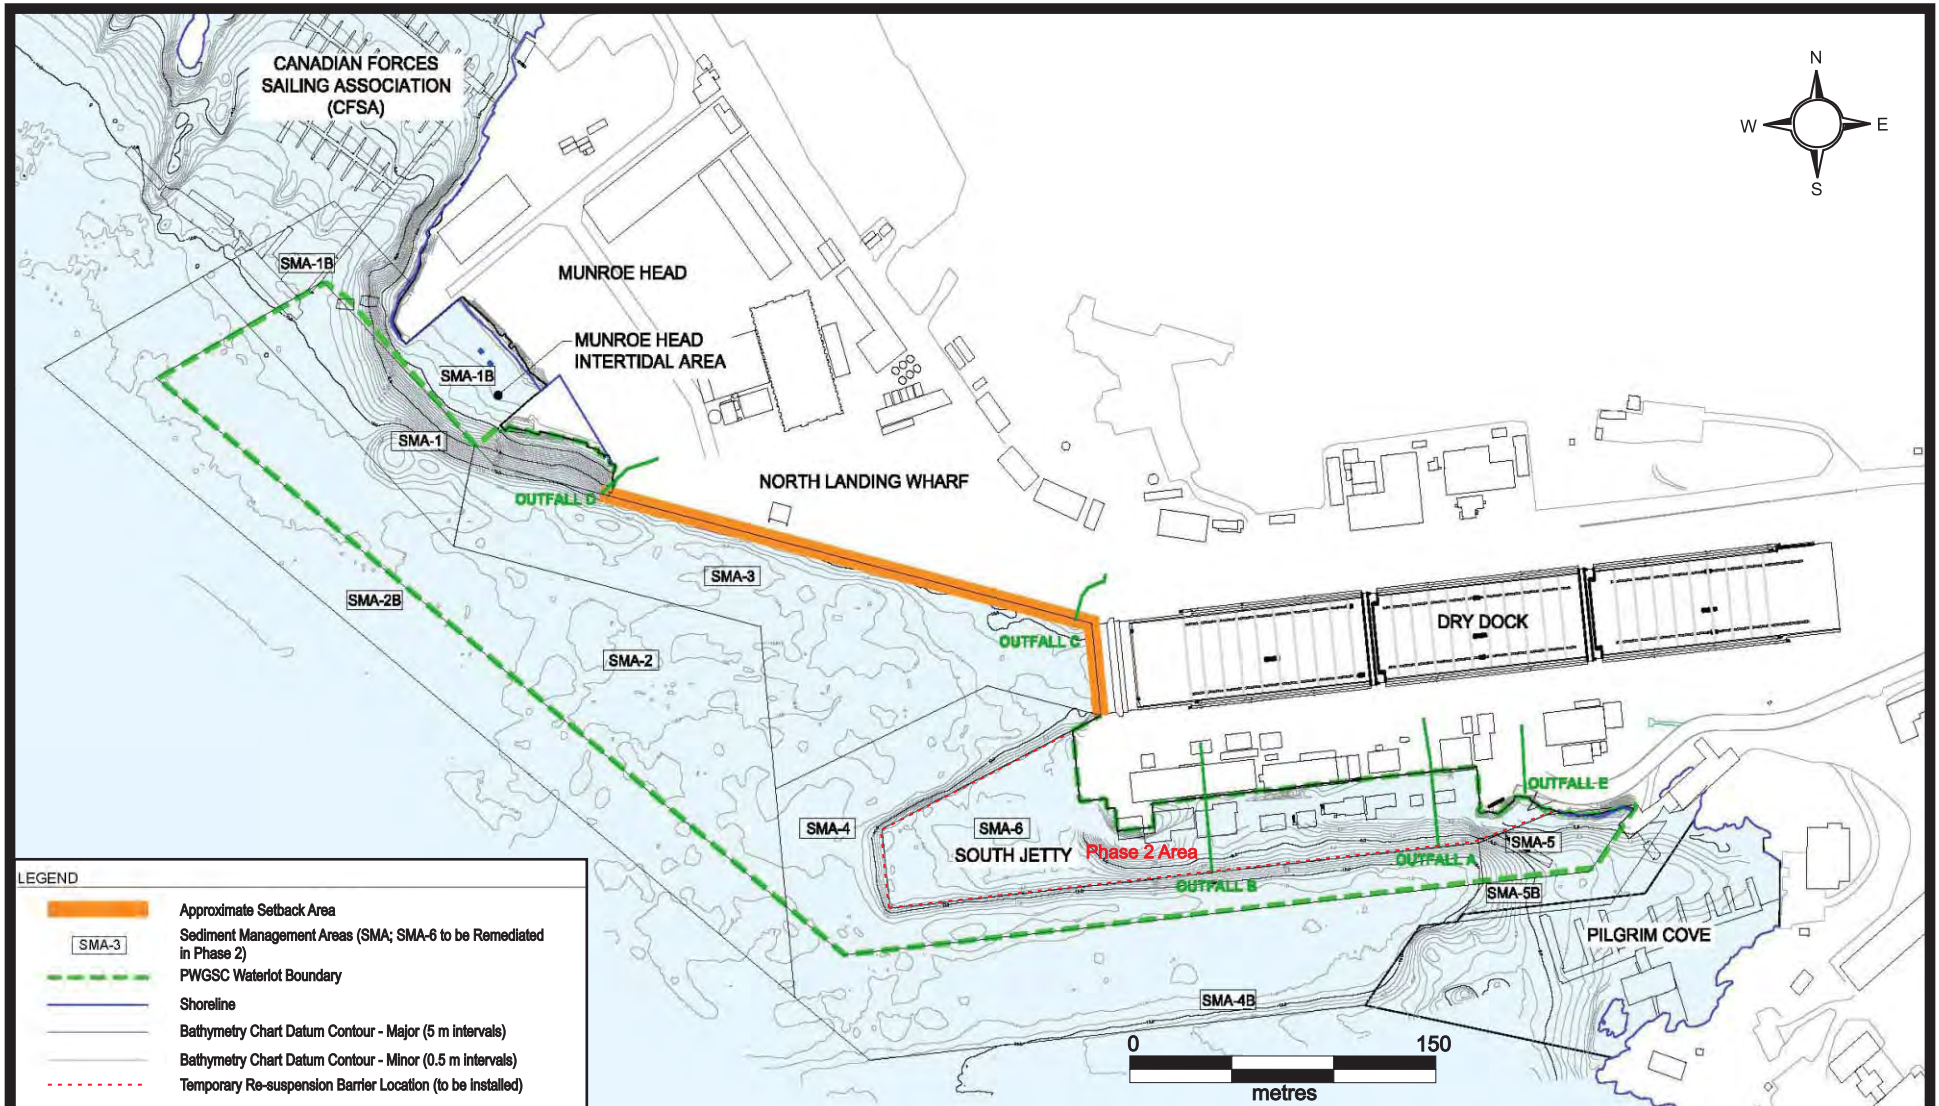 CANADIAN FORCES
SAILING ASSOCIATION
(CFSA)
N
W
E
S
SMA-1B
MUNROE HEAD
MUNROE HEAD
INTERTIDAL AREA
SMA-1B
SMA-1
OUTFALL D
NORTH LANDING WHARF
SMA-3
SMA-2B
OUTFALL C
DRY DOCK
SMA-2
OUTFALL E
SMA-4
SMA-6
SOUTH JETTY
Phase 2 Area
SMA-5
OUTFALL A
OUTFALL B
SMA-5B
PILGRIM COVE
SMA-4B
0
150
metres
LEGEND
Approximate Setback Area
SMA-3
Sediment Management Areas (SMA; SMA-6 to be Remediated
in Phase 2)
PWGSC Waterlot Boundary
Shoreline
Bathymetry Chart Datum Contour - Major (5 m intervals)
Bathymetry Chart Datum Contour - Minor (0.5 m intervals)
Temporary Re-suspension Barrier Location (to be installed)